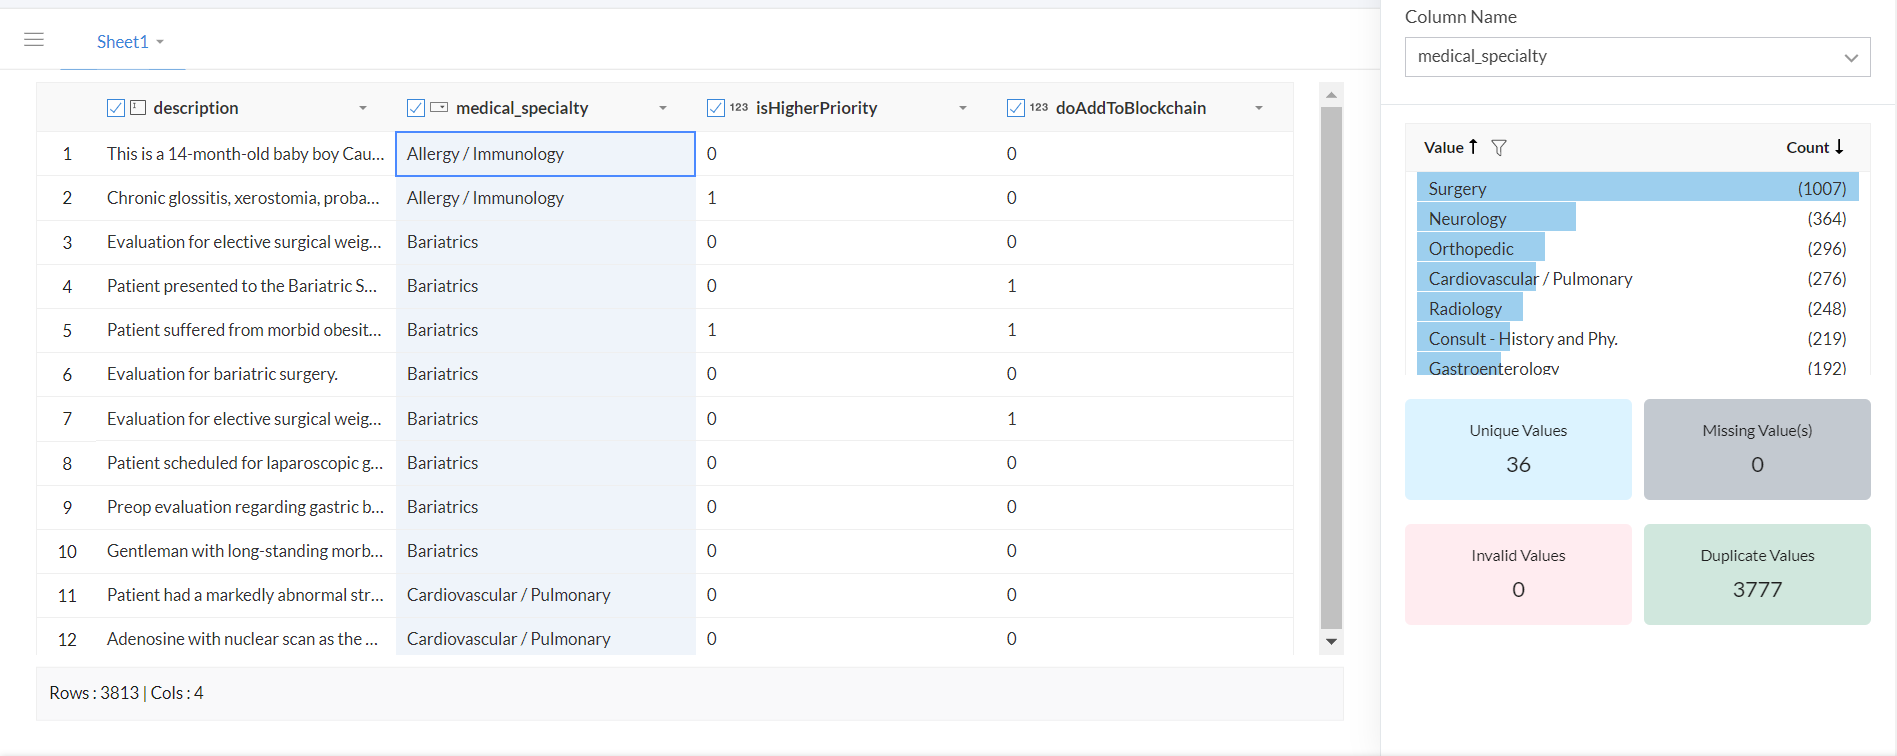 Sheet1
description medical_specialty 123 isHigherPriority 123 doAddToBlockchain
1 This is a 14-month-old baby boy Cau... Allergy / Immunology 0 0
2 Chronic glossitis, xerostomia, proba... Allergy / Immunology 1 0
3 Evaluation for elective surgical weig... Bariatrics 0 0
4 Patient presented to the Bariatric S... Bariatrics 0 1
5 Patient suffered from morbid obesit... Bariatrics 1 1
6 Evaluation for bariatric surgery. Bariatrics 0 0
7 Evaluation for elective surgical weig... Bariatrics 0 1
8 Patient scheduled for laparoscopic g... Bariatrics 0 0
9 Preop evaluation regarding gastric b... Bariatrics 0 0
10 Gentleman with long-standing morb... Bariatrics 0 0
11 Patient had a markedly abnormal str... Cardiovascular / Pulmonary 0 0
12 Adenosine with nuclear scan as the ... Cardiovascular / Pulmonary 0 0
Rows : 3813 | Cols : 4
Column Name
medical_specialty
Value Count
Surgery (1007)
Neurology (364)
Orthopedic (296)
Cardiovascular / Pulmonary (276)
Radiology (248)
Consult - History and Phy. (219)
Gastroenterology (192)
Unique Values Missing Value(s)
36 0
Invalid Values Duplicate Values
0 3777